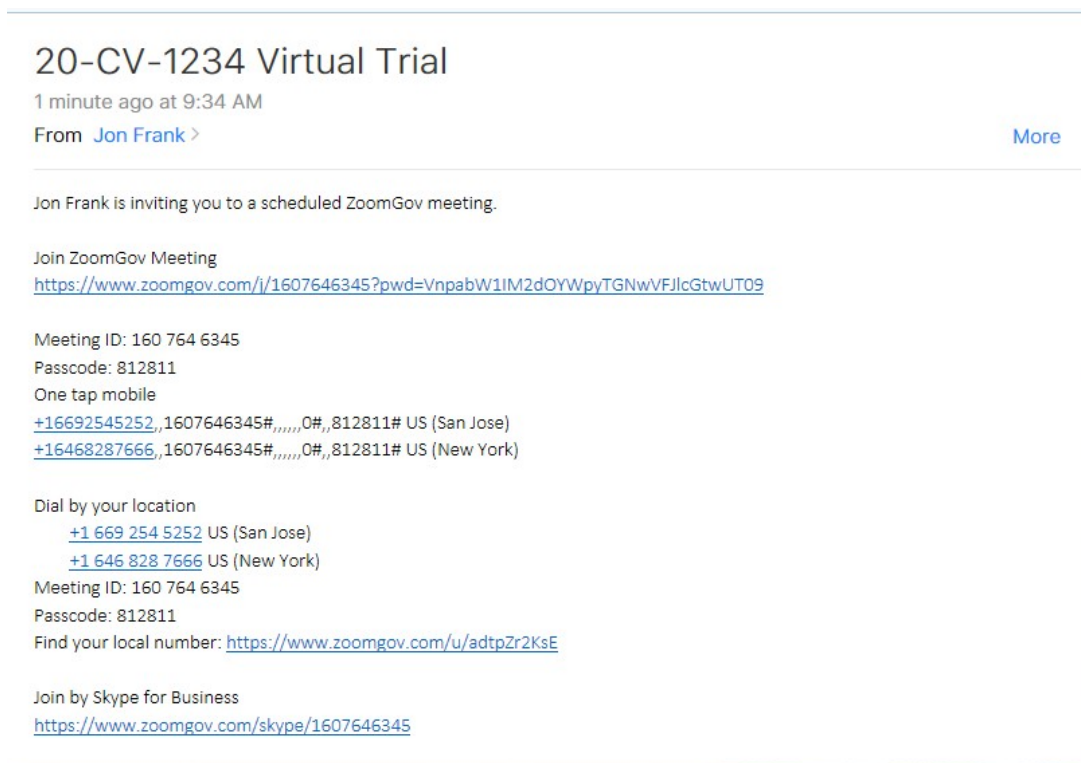 20-CV-1234 Virtual Trial
1 minute ago at 9:34 AM
From Jon Frank >
More
Jon Frank is inviting you to a scheduled ZoomGov meeting.
Join ZoomGov Meeting
https://www.zoomgov.com/j/1607646345?pwd=VnpabW1IM2dOYWpyTGNwVFJlcGtwUT09
Meeting ID: 160 764 6345
Passcode: 812811
One tap mobile
+16692545252,,1607646345#,,,,,,0#,,812811# US (San Jose)
+16468287666,,1607646345#,,,,,,0#,,812811# US (New York)
Dial by your location
+1 669 254 5252 US (San Jose)
+1 646 828 7666 US (New York)
Meeting ID: 160 764 6345
Passcode: 812811
Find your local number: https://www.zoomgov.com/u/adtpZr2KsE
Join by Skype for Business
https://www.zoomgov.com/skype/1607646345